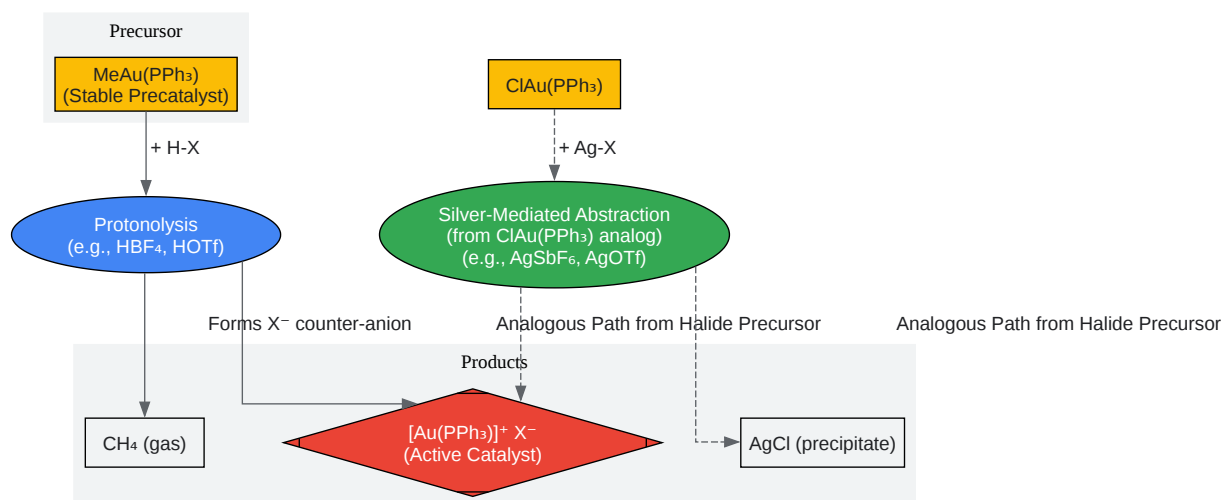 Precursor
MeAu(PPh₃)
(Stable Precatalyst)
ClAu(PPh₃)
+ H-X
+ Ag-X
Protonolysis
(e.g., HBF₄, HOTf)
Silver-Mediated Abstraction
(from ClAu(PPh₃) analog)
(e.g., AgSbF₆, AgOTf)
Forms X⁻ counter-anion
Analogous Path from Halide Precursor
Analogous Path from Halide Precursor
Products
CH₄ (gas)
[Au(PPh₃)]⁺ X⁻
(Active Catalyst)
AgCl (precipitate)